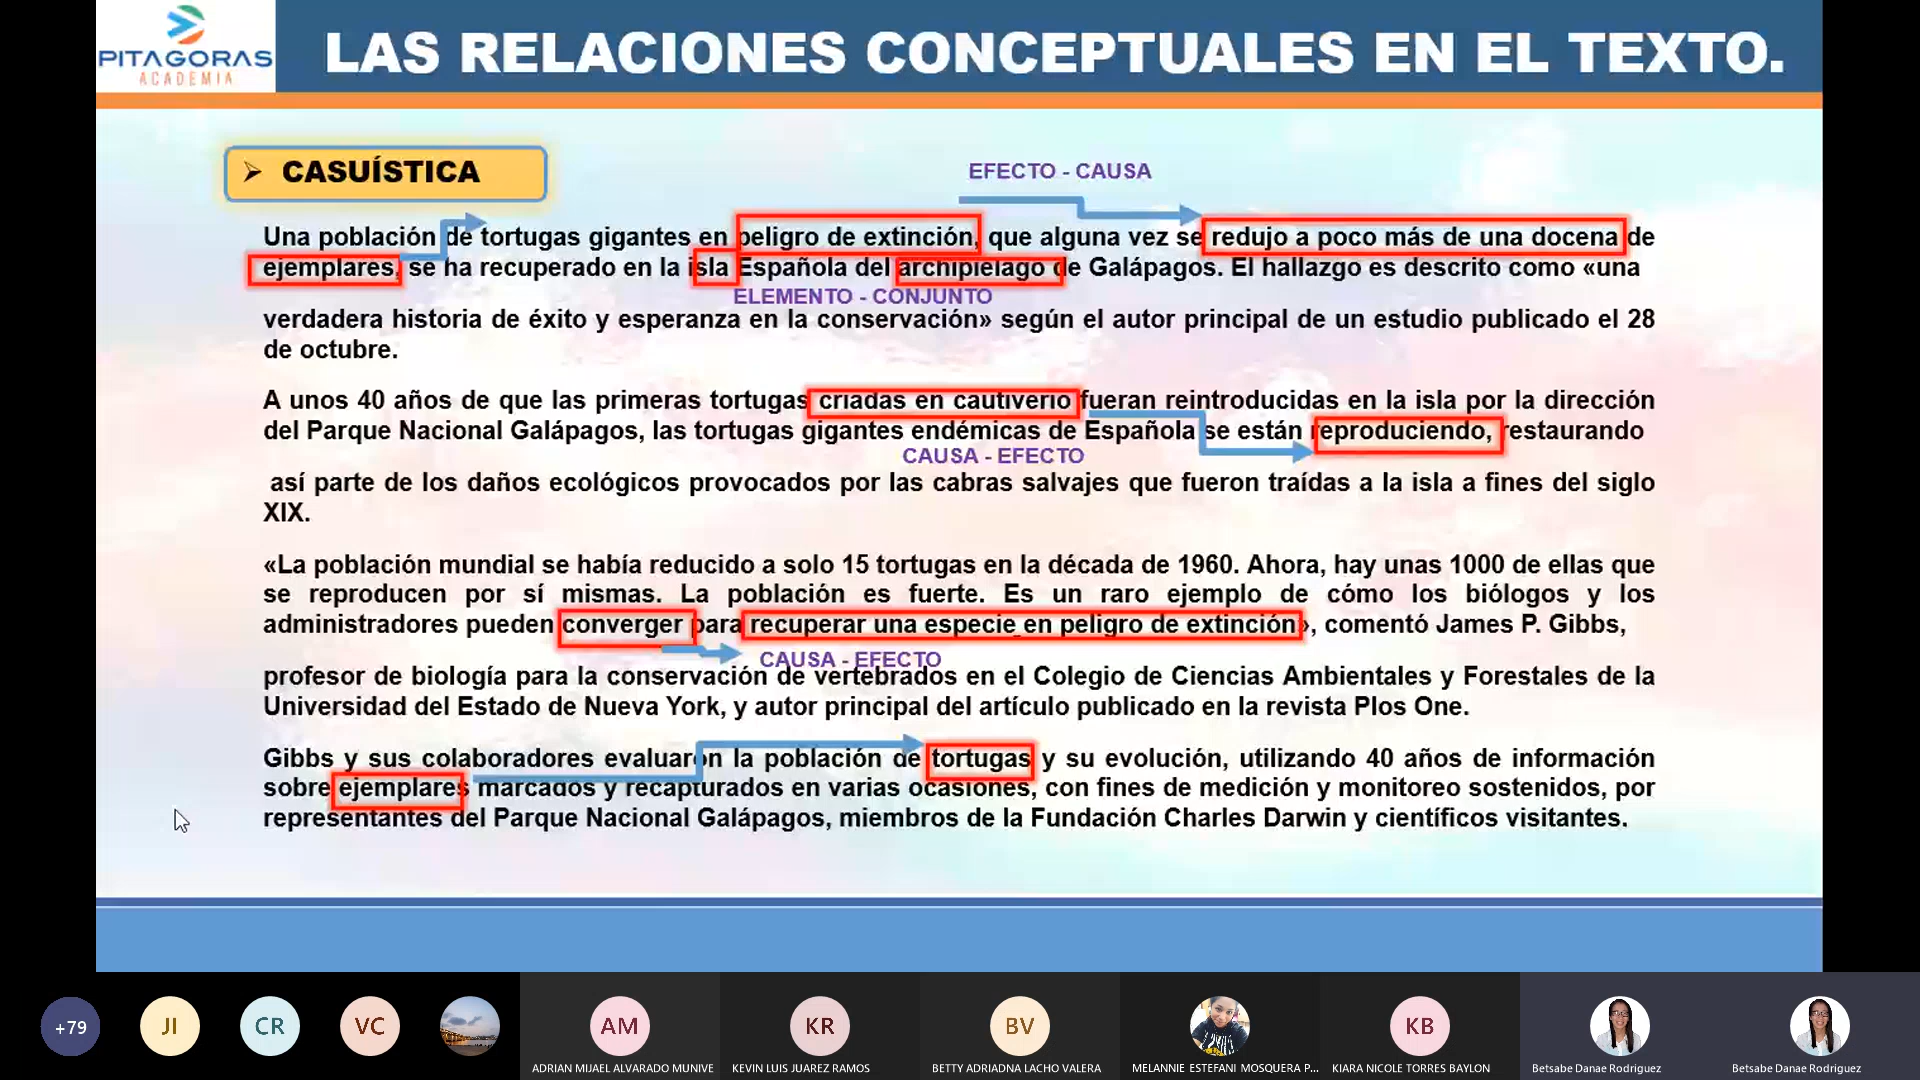 PITAGORAS
ACADEMIA
LAS RELACIONES CONCEPTUALES EN EL TEXTO.
➢ CASUÍSTICA
EFECTO - CAUSA
Una población de tortugas gigantes en peligro de extinción, que alguna vez se redujo a poco más de una docena de
ejemplares, se ha recuperado en la isla Española del archipiélago de Galápagos. El hallazgo es descrito como «una
ELEMENTO - CONJUNTO
verdadera historia de éxito y esperanza en la conservación» según el autor principal de un estudio publicado el 28
de octubre.
A unos 40 años de que las primeras tortugas criadas en cautiverio fueran reintroducidas en la isla por la dirección
del Parque Nacional Galápagos, las tortugas gigantes endémicas de Española se están reproduciendo, restaurando
CAUSA - EFECTO
así parte de los daños ecológicos provocados por las cabras salvajes que fueron traídas a la isla a fines del siglo
XIX.
«La población mundial se había reducido a solo 15 tortugas en la década de 1960. Ahora, hay unas 1000 de ellas que
se reproducen por sí mismas. La población es fuerte. Es un raro ejemplo de cómo los biólogos y los
administradores pueden converger para recuperar una especie en peligro de extinción», comentó James P. Gibbs,
CAUSA - EFECTO
profesor de biología para la conservación de vertebrados en el Colegio de Ciencias Ambientales y Forestales de la
Universidad del Estado de Nueva York, y autor principal del artículo publicado en la revista Plos One.
Gibbs y sus colaboradores evaluaron la población de tortugas y su evolución, utilizando 40 años de información
sobre ejemplares marcados y recapturados en varias ocasiones, con fines de medición y monitoreo sostenidos, por
representantes del Parque Nacional Galápagos, miembros de la Fundación Charles Darwin y científicos visitantes.
+79
JI
CR
VC
AM
KR
BV
KB
ADRIAN MIJAEL ALVARADO MUNIVE
KEVIN LUIS JUAREZ RAMOS
BETTY ADRIADNA LACHO VALERA
MELANNIE ESTEFANI MOSQUERA P...
KIARA NICOLE TORRES BAYLON
Betsabe Danae Rodriguez
Betsabe Danae Rodriguez